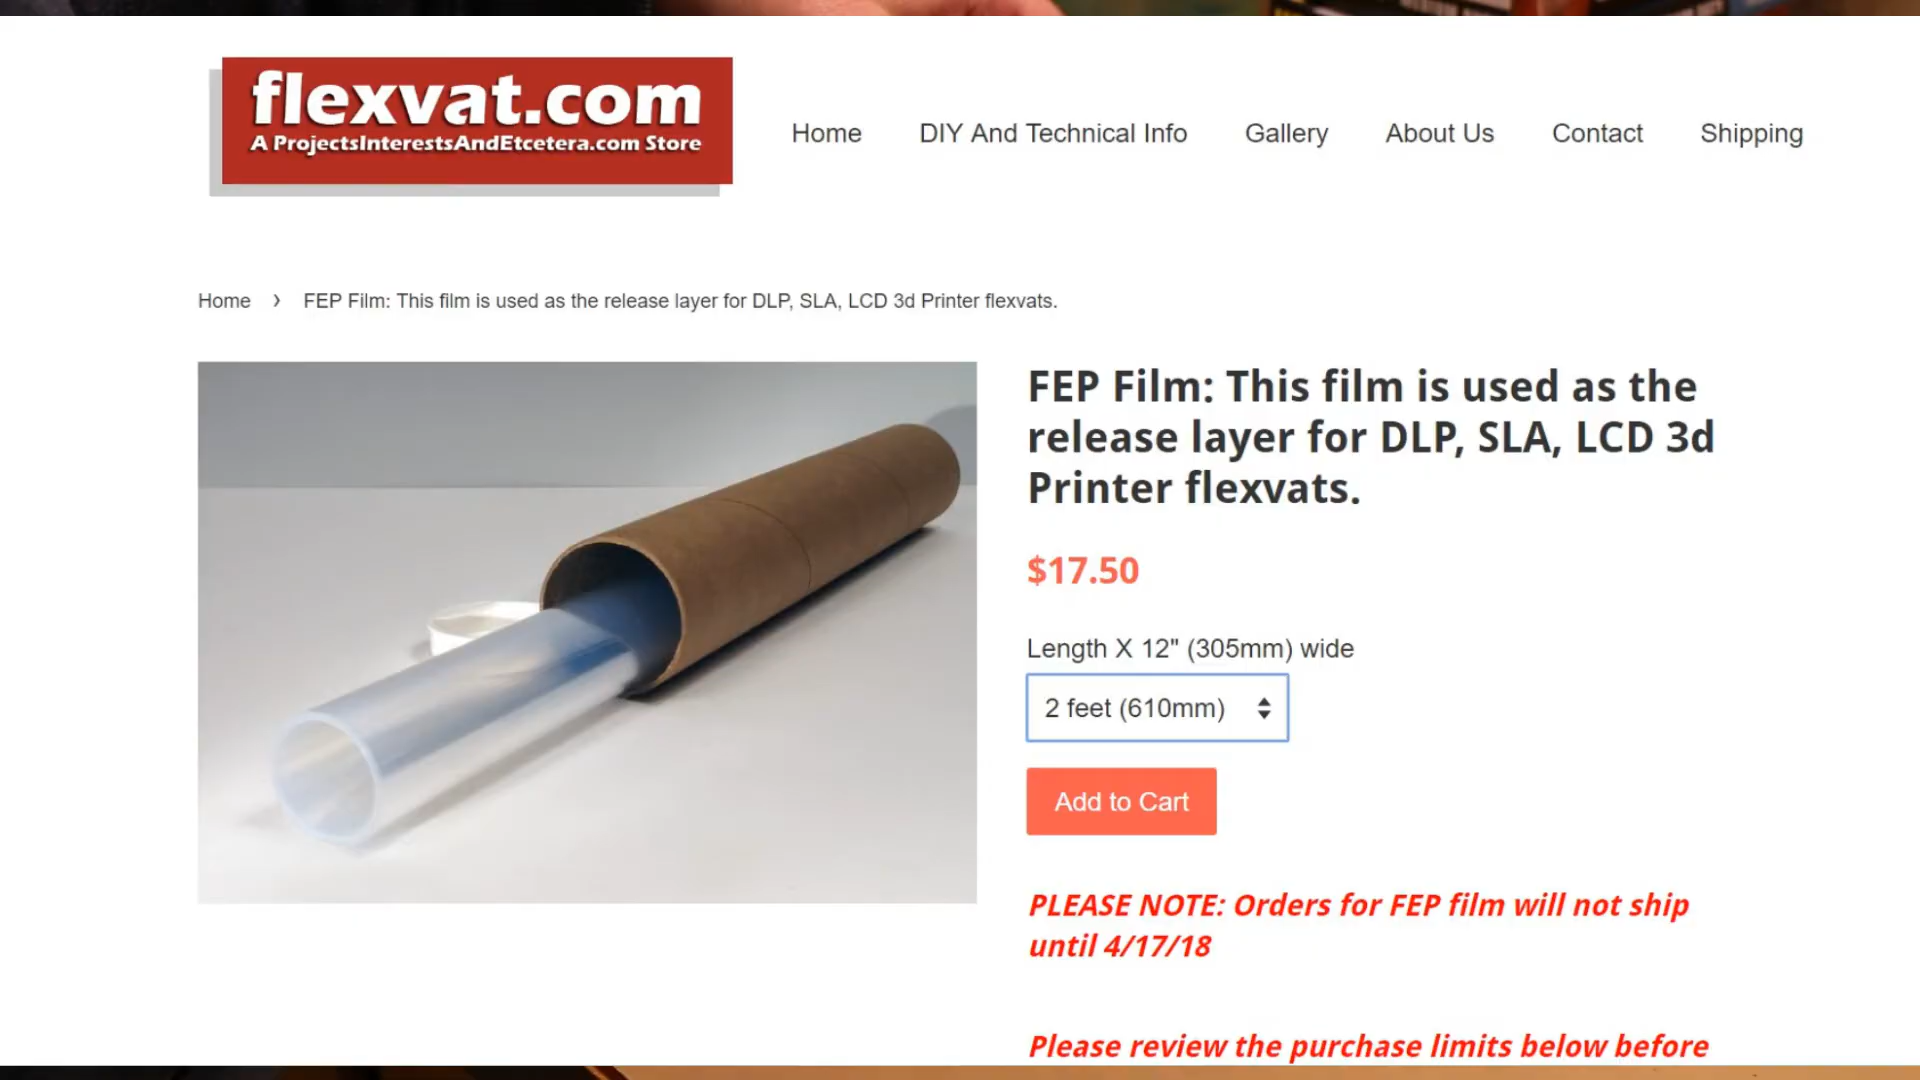 flexvat.com
A ProjectsInterestsAndEtcetera.com Store
Home DIY And Technical Info Gallery About Us Contact Shipping
Home › FEP Film: This film is used as the release layer for DLP, SLA, LCD 3d Printer flexvats.
FEP Film: This film is used as the
release layer for DLP, SLA, LCD 3d
Printer flexvats.
$17.50
Length X 12" (305mm) wide
2 feet (610mm)
Add to Cart
PLEASE NOTE: Orders for FEP film will not ship
until 4/17/18
Please review the purchase limits below before